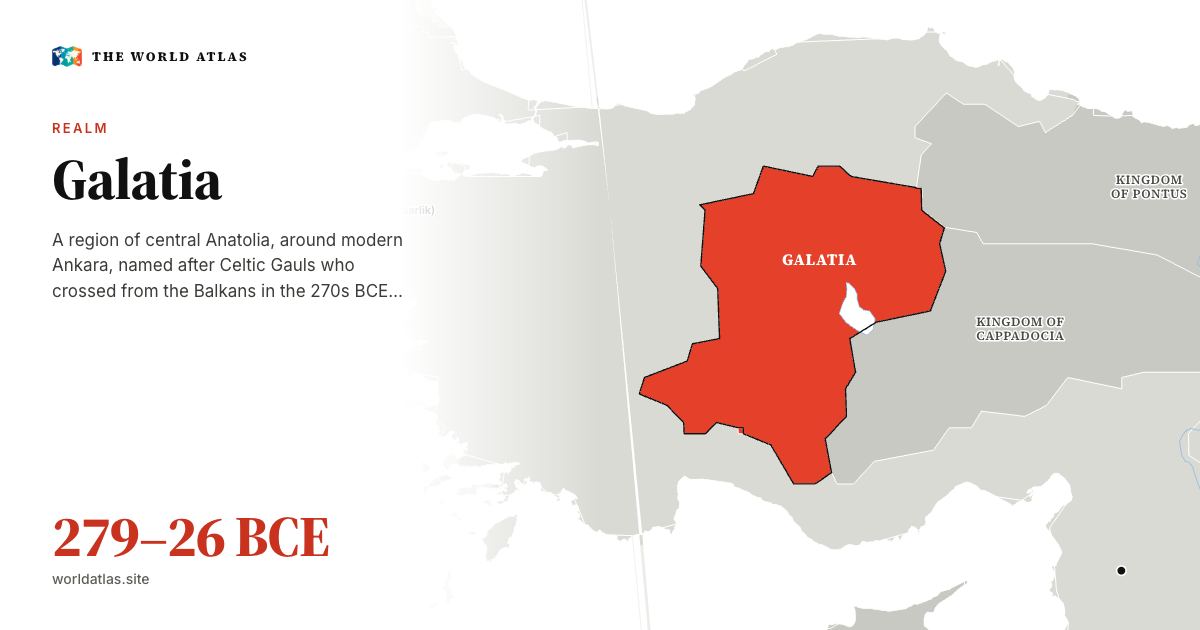 THE WORLD ATLAS
REALM
Galatia
A region of central Anatolia, around modern
Ankara, named after Celtic Gauls who
crossed from the Balkans in the 270s BCE...
279–26 BCE
worldatlas.site
KINGDOM
OF PONTUS
GALATIA
KINGDOM OF
CAPPADOCIA